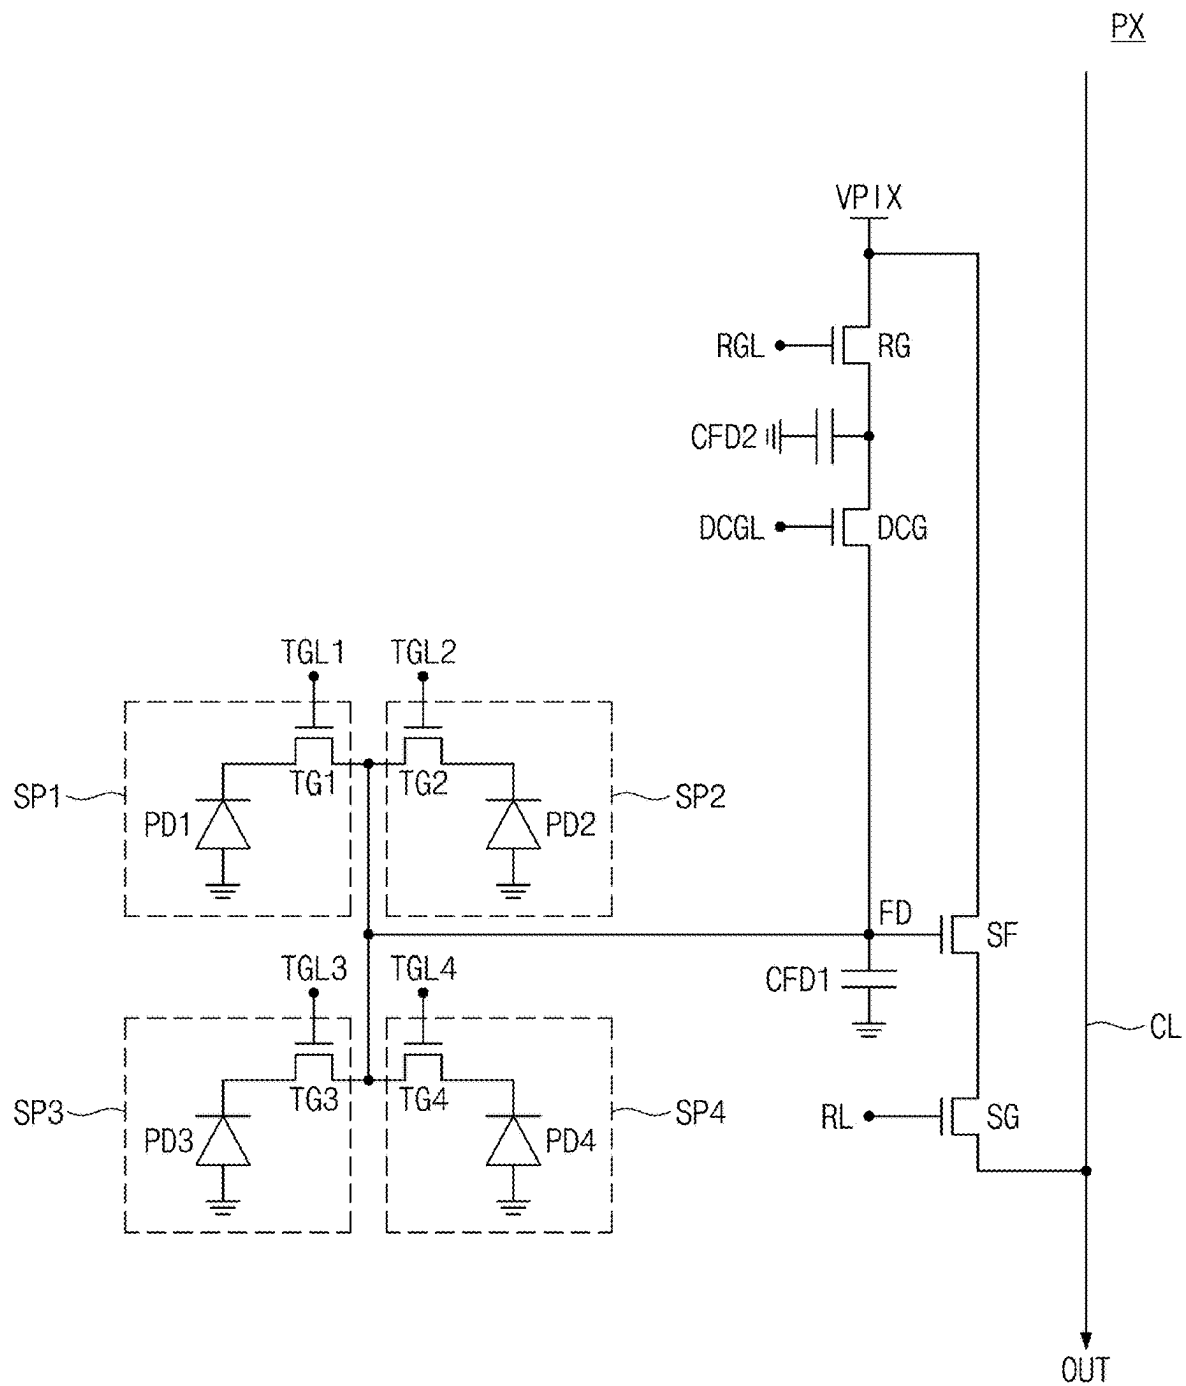 PX
VPIX
RGL
RG
CFD2
DCGL
DCG
TGL1
TGL2
TG1
TG2
SP1
SP2
PD1
PD2
FD
SF
TGL3
TGL4
CFD1
CL
TG3
TG4
SP3
SP4
RL
SG
PD3
PD4
OUT